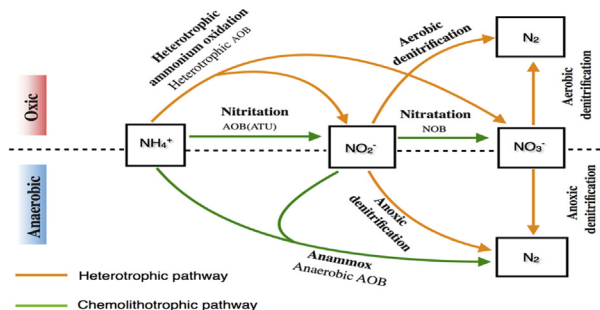 Heterotrophic
ammonium oxidation
Heterotrophic AOB
Aerobic
denitrification
N₂
Oxic
Nitritation
AOB(ATU)
Nitratation
NOB
Aerobic
denitrification
NH₄⁺
NO₂⁻
NO₃⁻
Anaerobic
Anoxic
denitrification
Anoxic
denitrification
Anammox
Anaerobic AOB
N₂
Heterotrophic pathway
Chemolithotrophic pathway